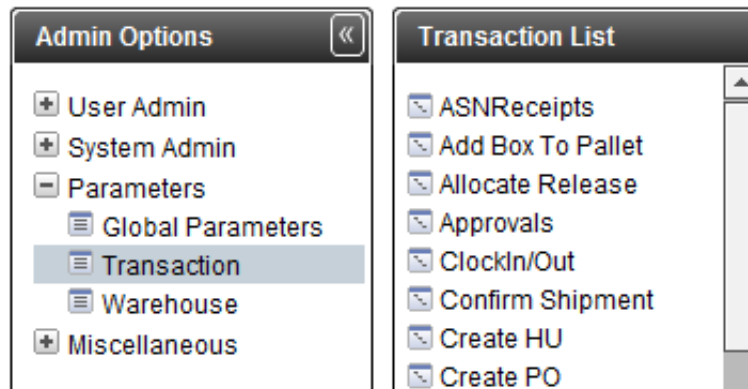 Admin Options
User Admin
System Admin
Parameters
Global Parameters
Transaction
Warehouse
Miscellaneous
Transaction List
ASNReceipts
Add Box To Pallet
Allocate Release
Approvals
ClockIn/Out
Confirm Shipment
Create HU
Create PO